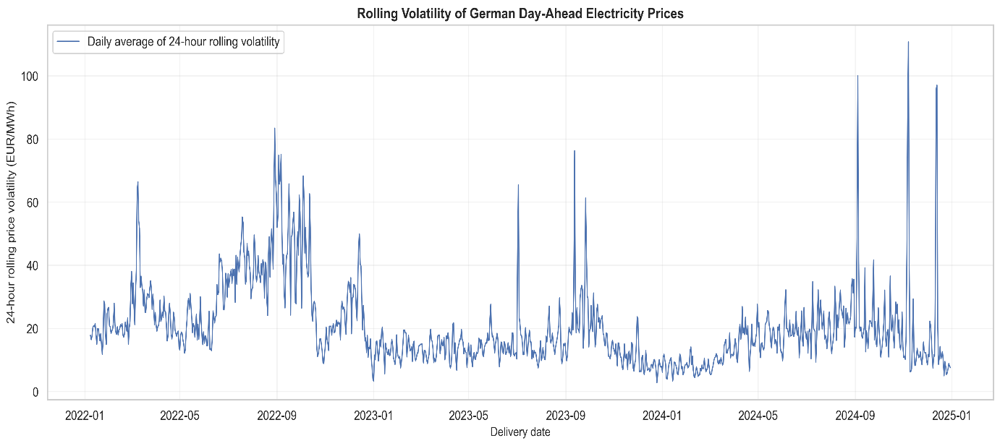 Rolling Volatility of German Day-Ahead Electricity Prices
Daily average of 24-hour rolling volatility
24-hour rolling price volatility (EUR/MWh)
100
80
60
40
20
0
2022-01 2022-05 2022-09 2023-01 2023-05 2023-09 2024-01 2024-05 2024-09 2025-01
Delivery date